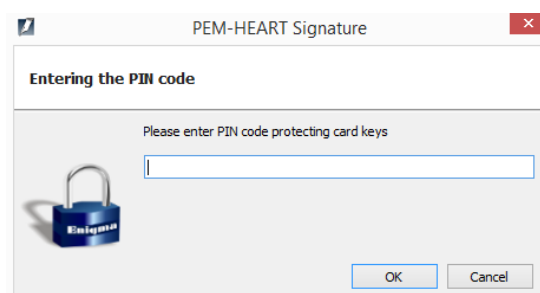 PEM-HEART Signature
Entering the PIN code
Please enter PIN code protecting card keys
Enigma
OK
Cancel